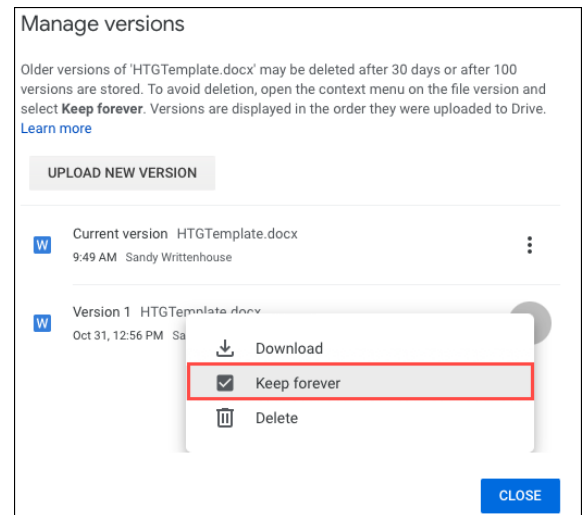 Manage versions
Older versions of 'HTGTemplate.docx' may be deleted after 30 days or after 100
versions are stored. To avoid deletion, open the context menu on the file version and
select Keep forever. Versions are displayed in the order they were uploaded to Drive.
Learn more
UPLOAD NEW VERSION
W
Current version HTGTemplate.docx
9:49 AM Sandy Writtenhouse
W
Version 1 HTGTemplate.docx
Oct 31, 12:56 PM Sa
Download
Keep forever
Delete
CLOSE